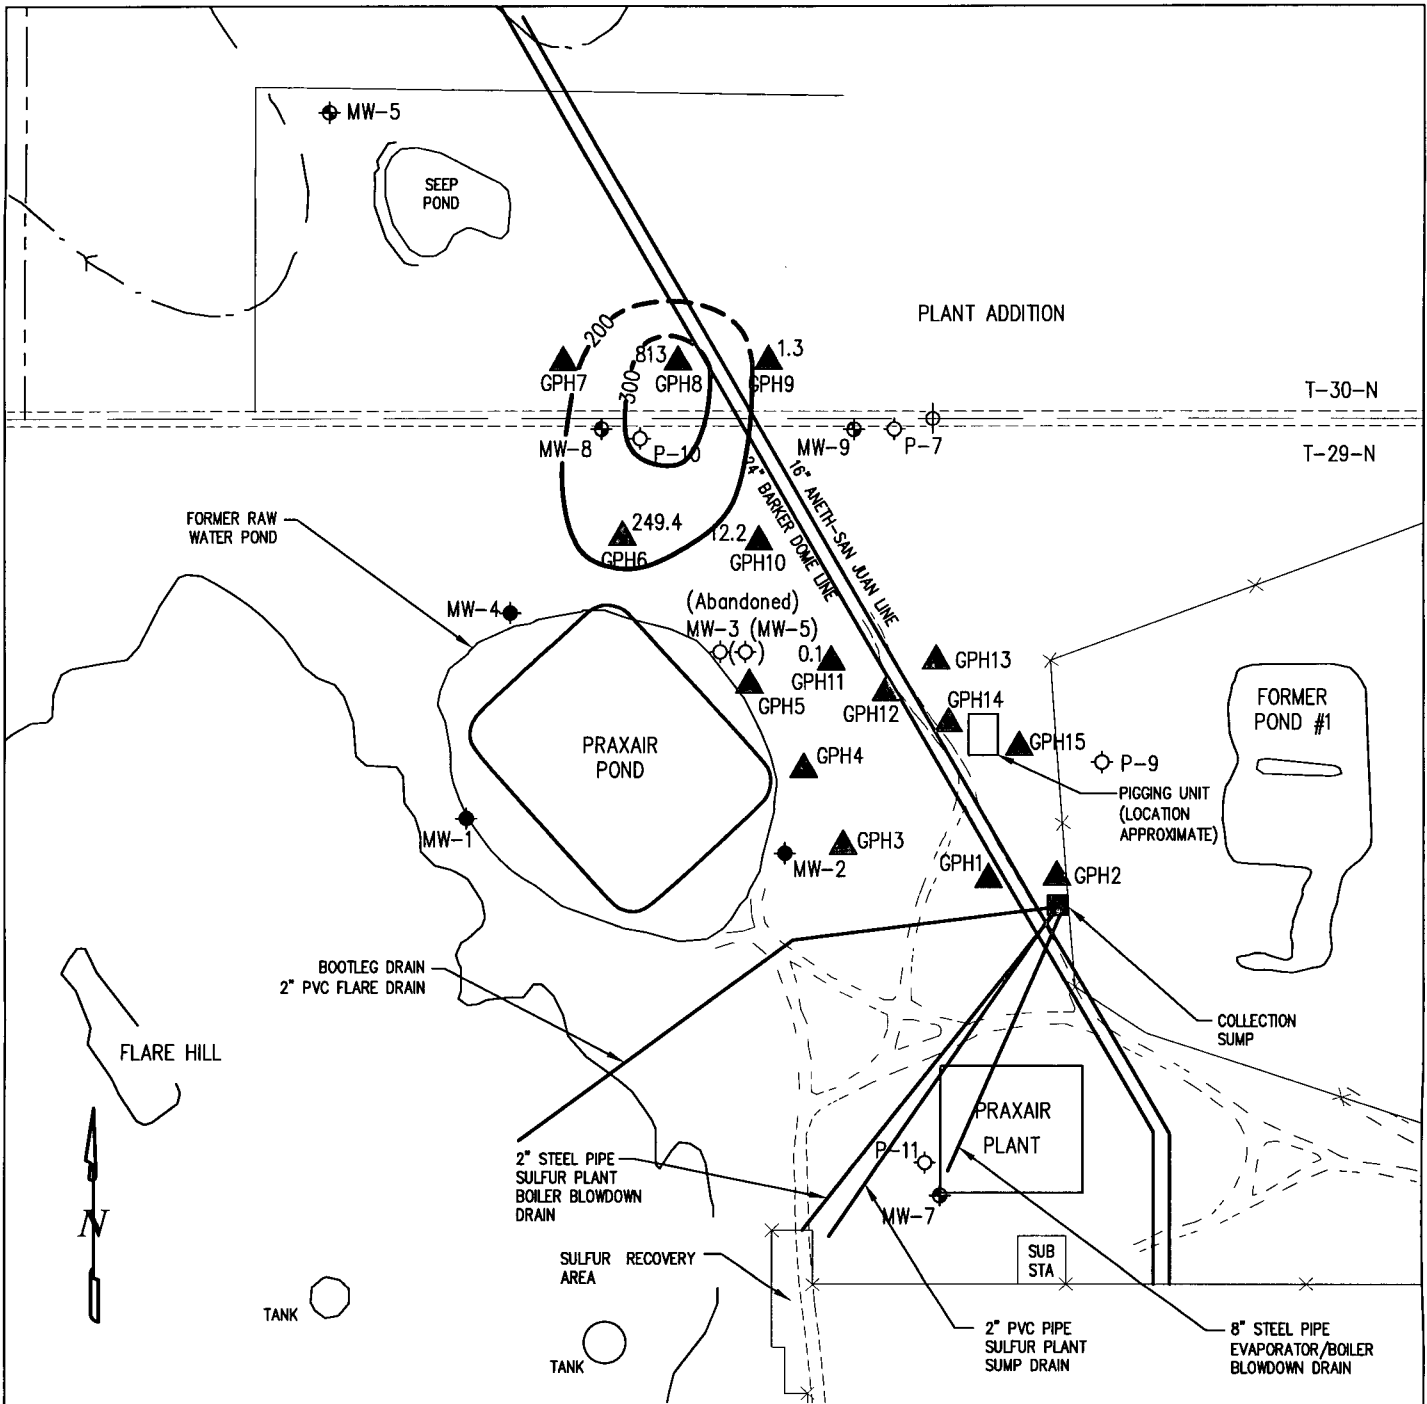 MW-5
SEEP
POND
PLANT ADDITION
200
813
1.3
GPH7
300
GPH8
GPH9
T-30-N
MW-8
P-10
MW-9
P-7
T-29-N
24" BARKER DOME LINE
16" ANETH-SAN JUAN LINE
FORMER RAW
WATER POND
249.4
12.2
GPH6
GPH10
(Abandoned)
MW-4
MW-3 (MW-5)
( )
0.1
GPH11
GPH13
GPH5
GPH12
GPH14
FORMER
POND #1
PRAXAIR
POND
GPH4
GPH15
P-9
PIGGING UNIT
(LOCATION
APPROXIMATE)
MW-1
GPH3
MW-2
GPH1
GPH2
BOOTLEG DRAIN
2" PVC FLARE DRAIN
COLLECTION
SUMP
FLARE HILL
PRAXAIR
PLANT
P-11
2" STEEL PIPE
SULFUR PLANT
BOILER BLOWDOWN
DRAIN
MW-7
N
SULFUR RECOVERY
AREA
SUB
STA
TANK
TANK
2" PVC PIPE
SULFUR PLANT
SUMP DRAIN
8" STEEL PIPE
EVAPORATOR/BOILER
BLOWDOWN DRAIN